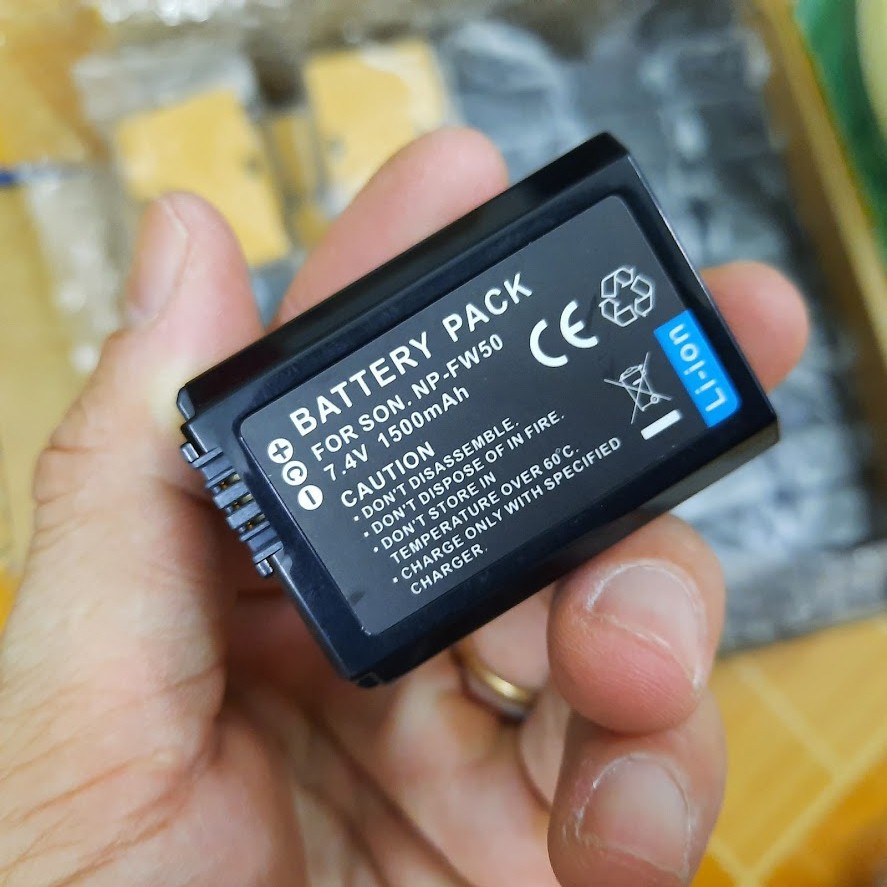 BATTERY PACK
FOR SON. NP-FW50
7.4V 1500mAh
CAUTION
• DON'T DISASSEMBLE.
• DON'T DISPOSE OF IN FIRE.
• DON'T STORE IN
TEMPERATURE OVER 60°C.
• CHARGE ONLY WITH SPECIFIED
CHARGER.
+
C
−
CE
Li-ion